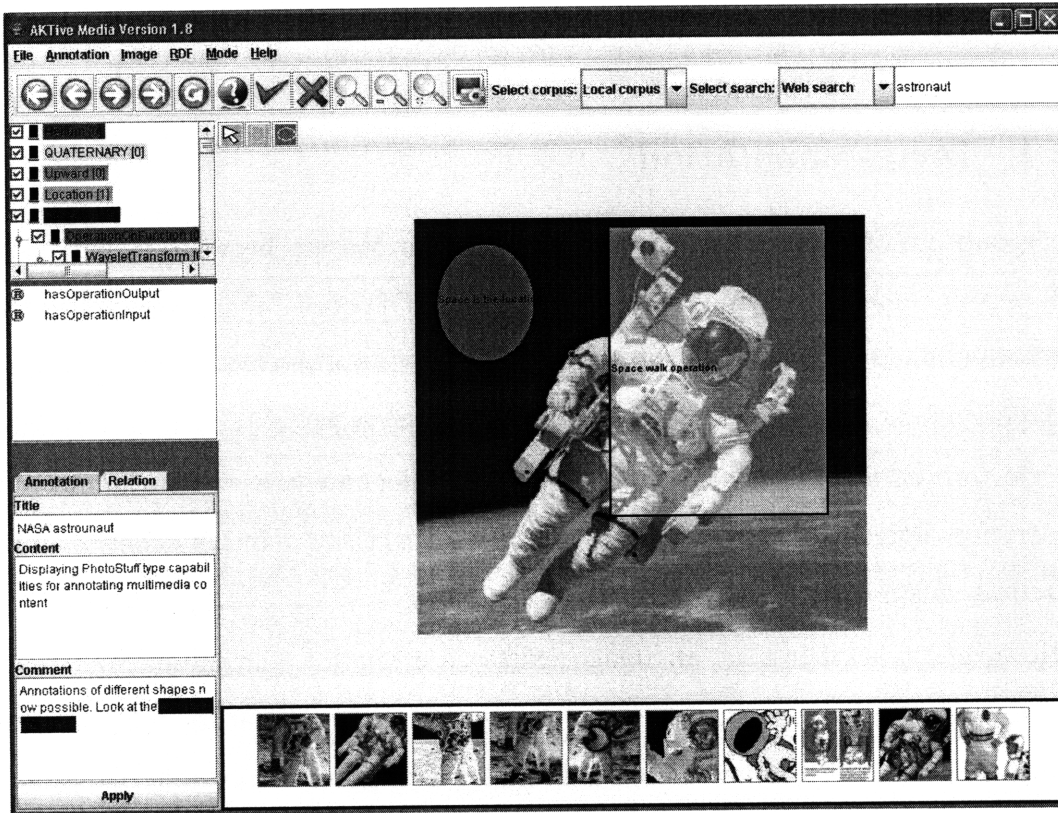 AKTive Media Version 1.8
File Annotation Image RDF Mode Help
Select corpus: Local corpus Select search: Web search astronaut
QUATERNARY [0]
Upward [0]
Location [1]
OperationOrFunction [0
WaveletTransform [
hasOperationOutput
hasOperationInput
Space is the locati
Space walk operation
Annotation Relation
Title
NASA astrounaut
Content
Displaying PhotoStuff type capabil
ities for annotating multimedia co
ntent
Comment
Annotations of different shapes n
ow possible. Look at the
Apply